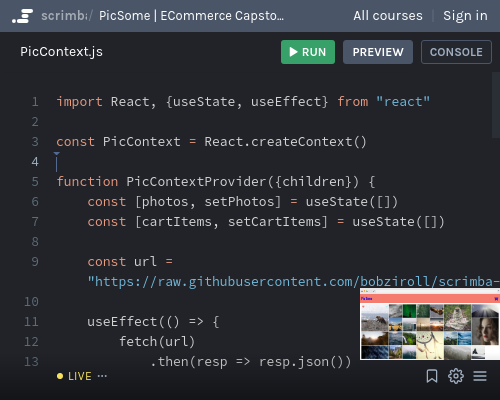 scrimba/ PicSome | ECommerce Capsto... All courses Sign in
PicContext.js RUN PREVIEW CONSOLE
1 import React, {useState, useEffect} from "react"
2
3 const PicContext = React.createContext()
4
5 function PicContextProvider({children}) {
6 const [photos, setPhotos] = useState([])
7 const [cartItems, setCartItems] = useState([])
8
9 const url =
"https://raw.githubusercontent.com/bobziroll/scrimba-
10
11 useEffect(() => {
12 fetch(url)
13 .then(resp => resp.json())
LIVE ...